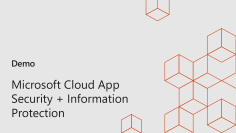 Demo
Microsoft Cloud App
Security + Information
Protection